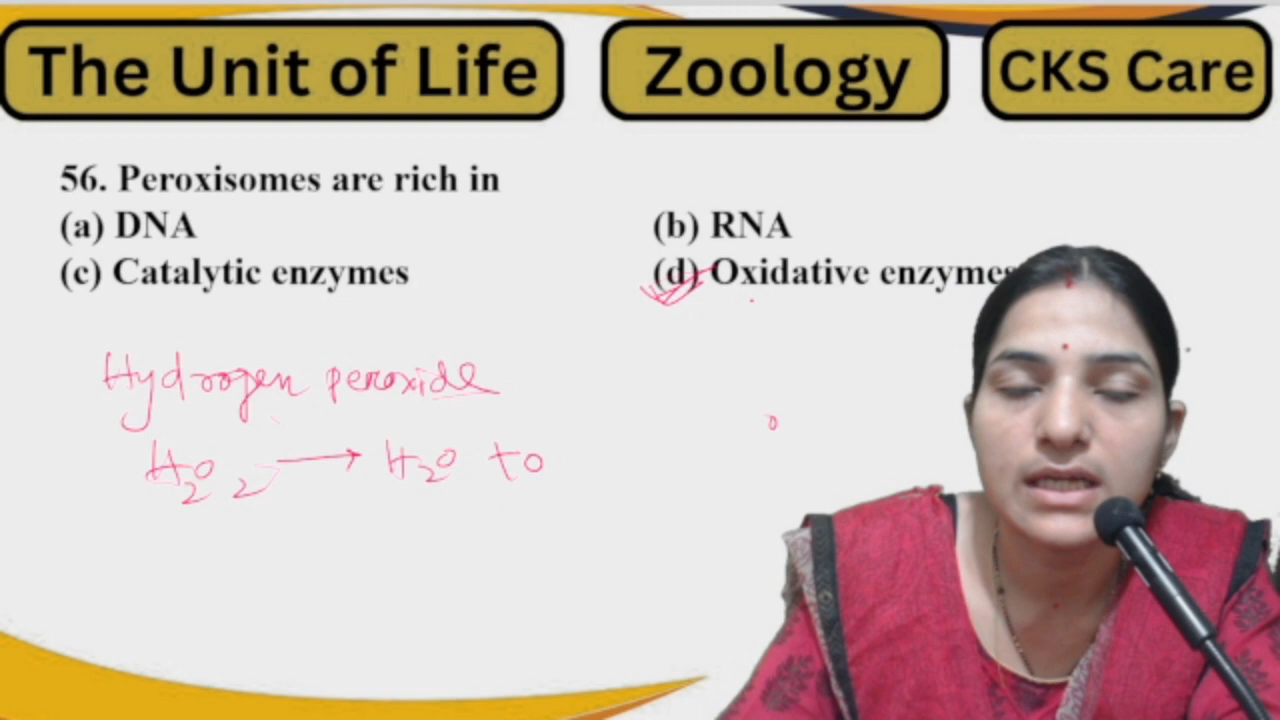 The Unit of Life Zoology CKS Care
56. Peroxisomes are rich in
(a) DNA (b) RNA
(c) Catalytic enzymes (d) Oxidative enzymes
Hydrogen peroxide
H2O2 → H2O + O